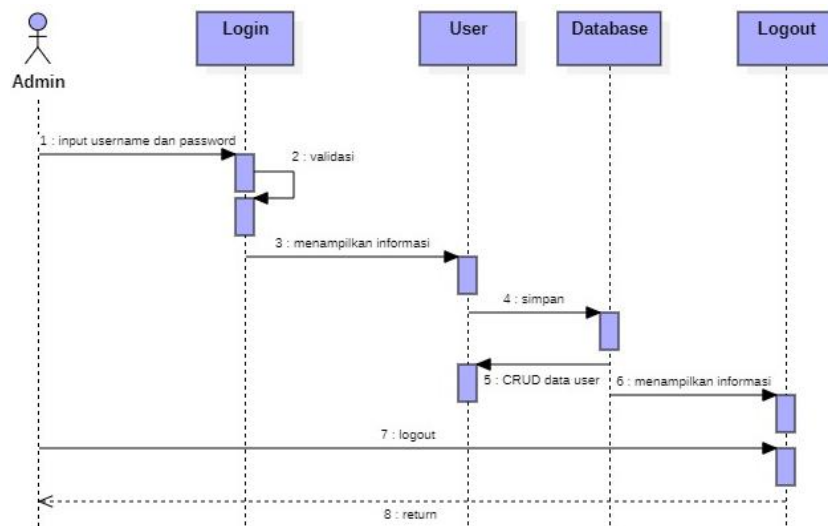 Login
User
Database
Logout
Admin
1 : input username dan password
2 : validasi
3 : menampilkan informasi
4 : simpan
5 : CRUD data user
6 : menampilkan informasi
7 : logout
8 : return